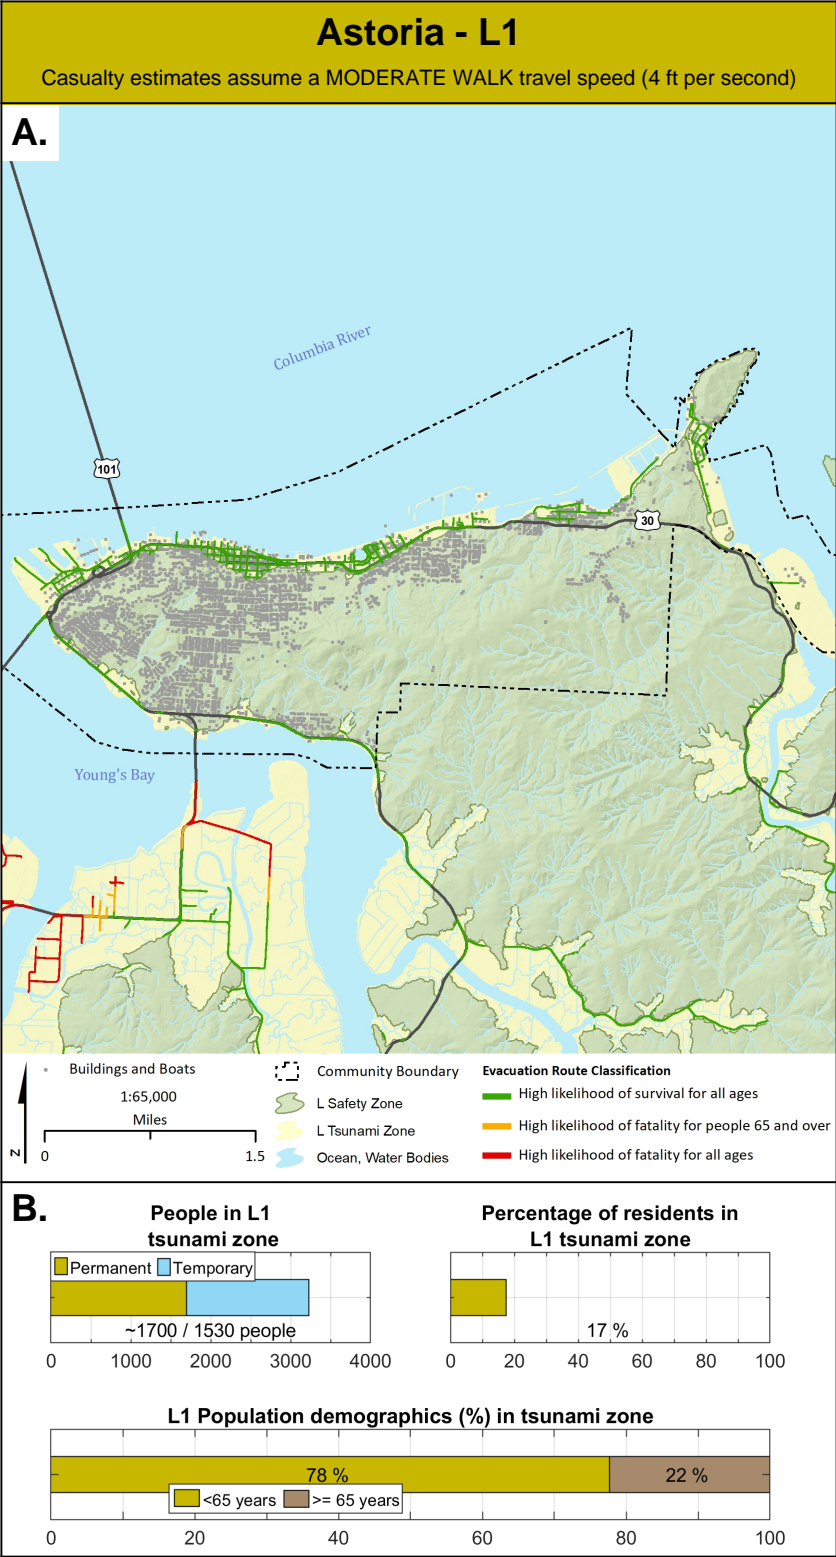 Astoria - L1
Casualty estimates assume a MODERATE WALK travel speed (4 ft per second)
A.
Columbia River
101
30
Young's Bay
Buildings and Boats
1:65,000
Miles
0 1.5
N
Community Boundary
L Safety Zone
L Tsunami Zone
Ocean, Water Bodies
Evacuation Route Classification
High likelihood of survival for all ages
High likelihood of fatality for people 65 and over
High likelihood of fatality for all ages
B.
People in L1
tsunami zone
Permanent Temporary
~1700 / 1530 people
0 1000 2000 3000 4000
Percentage of residents in
L1 tsunami zone
17 %
0 20 40 60 80 100
L1 Population demographics (%) in tsunami zone
78 % 22 %
<65 years >= 65 years
0 20 40 60 80 100